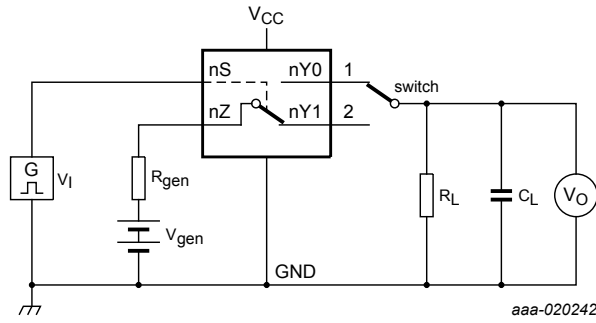 VCC
nS nY0 1 switch
nZ nY1 2
G VI
Rgen
Vgen
RL CL VO
GND
aaa-020242